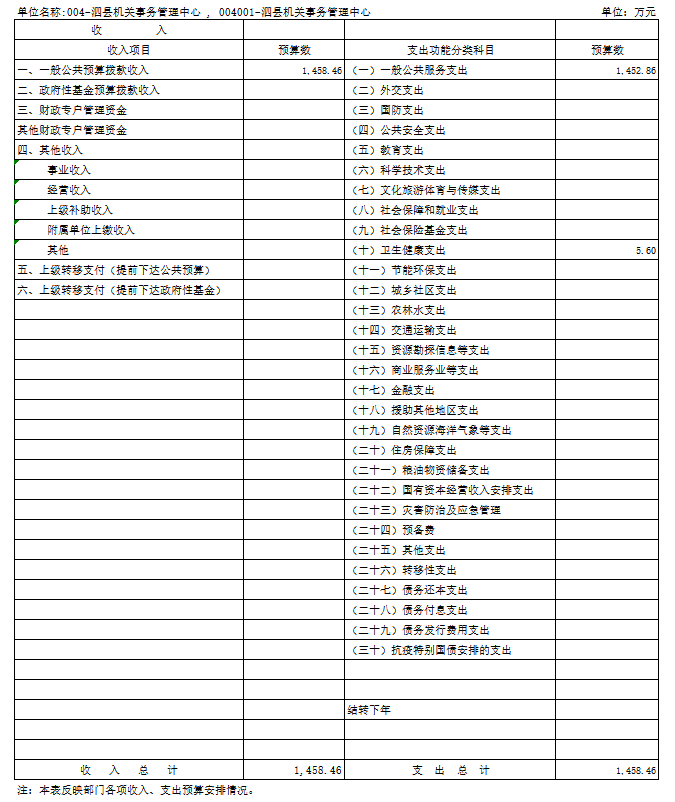 单位名称:004-泗县机关事务管理中心 , 004001-泗县机关事务管理中心 单位: 万元
收 入
收入项目 预算数 支出功能分类科目 预算数
一、一般公共预算拨款收入 1,458.46 （一）一般公共服务支出 1,452.86
二、政府性基金预算拨款收入 （二）外交支出
三、财政专户管理资金 （三）国防支出
其他财政专户管理资金 （四）公共安全支出
四、其他收入 （五）教育支出
事业收入 （六）科学技术支出
经营收入 （七）文化旅游体育与传媒支出
上级补助收入 （八）社会保障和就业支出
附属单位上缴收入 （九）社会保险基金支出
其他 （十）卫生健康支出 5.60
五、上级转移支付（提前下达公共预算） （十一）节能环保支出
六、上级转移支付（提前下达政府性基金） （十二）城乡社区支出
（十三）农林水支出
（十四）交通运输支出
（十五）资源勘探信息等支出
（十六）商业服务业等支出
（十七）金融支出
（十八）援助其他地区支出
（十九）自然资源海洋气象等支出
（二十）住房保障支出
（二十一）粮油物资储备支出
（二十二）国有资本经营收入安排支出
（二十三）灾害防治及应急管理
（二十四）预备费
（二十五）其他支出
（二十六）转移性支出
（二十七）债务还本支出
（二十八）债务付息支出
（二十九）债务发行费用支出
（三十）抗疫特别国债安排的支出
结转下年
收 入 总 计 1,458.46 支 出 总 计 1,458.46
注：本表反映部门各项收入、支出预算安排情况。